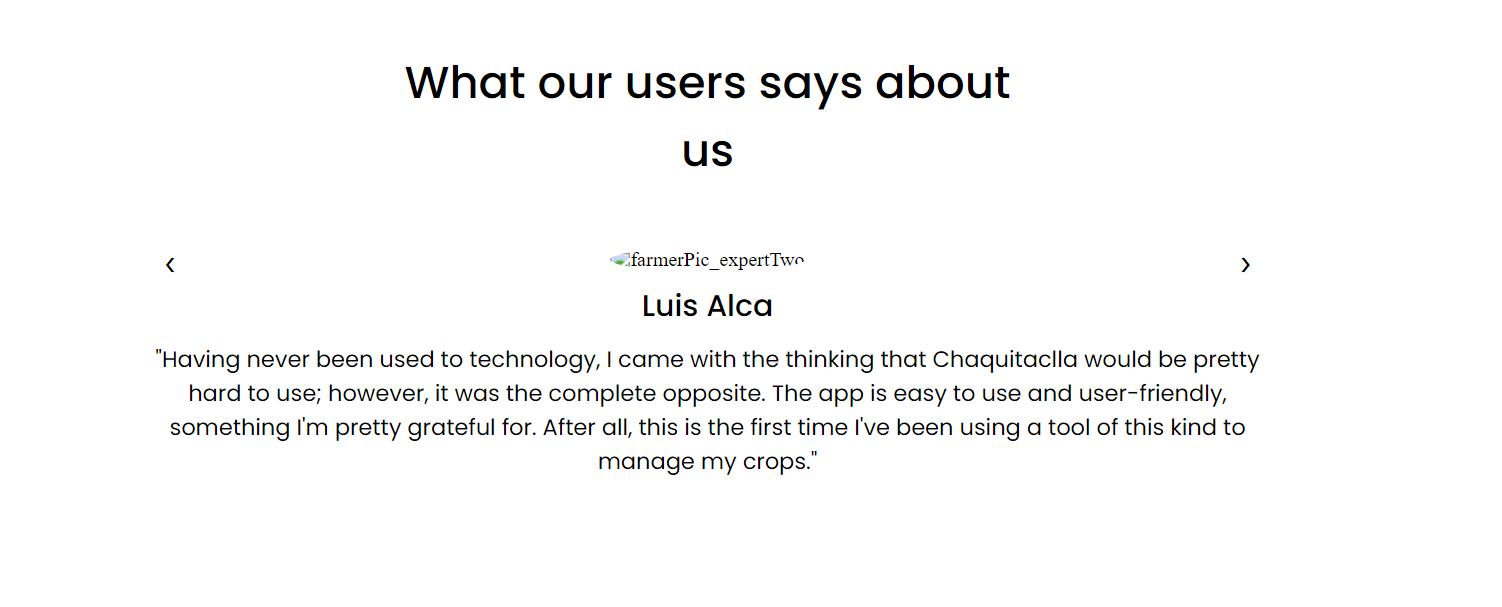 What our users says about
us
‹ farmerPic_expertTwo ›
Luis Alca
"Having never been used to technology, I came with the thinking that Chaquitaclla would be pretty
hard to use; however, it was the complete opposite. The app is easy to use and user-friendly,
something I'm pretty grateful for. After all, this is the first time I've been using a tool of this kind to
manage my crops."